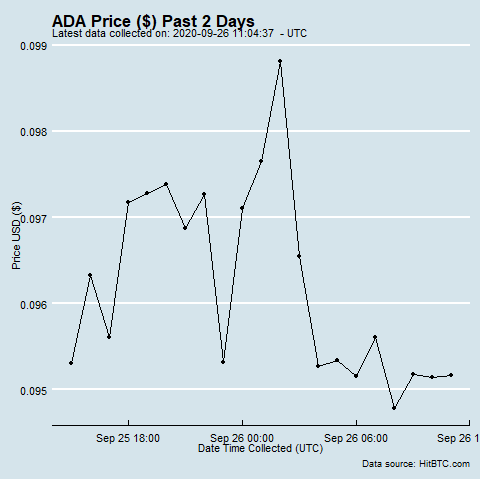 ADA Price ($) Past 2 Days
Latest data collected on: 2020-09-26 11:04:37  - UTC
0.099
0.098
0.097
0.096
0.095
Price USD ($)
Sep 25 18:00
Sep 26 00:00
Sep 26 06:00
Sep 26 1
Date Time Collected (UTC)
Data source: HitBTC.com